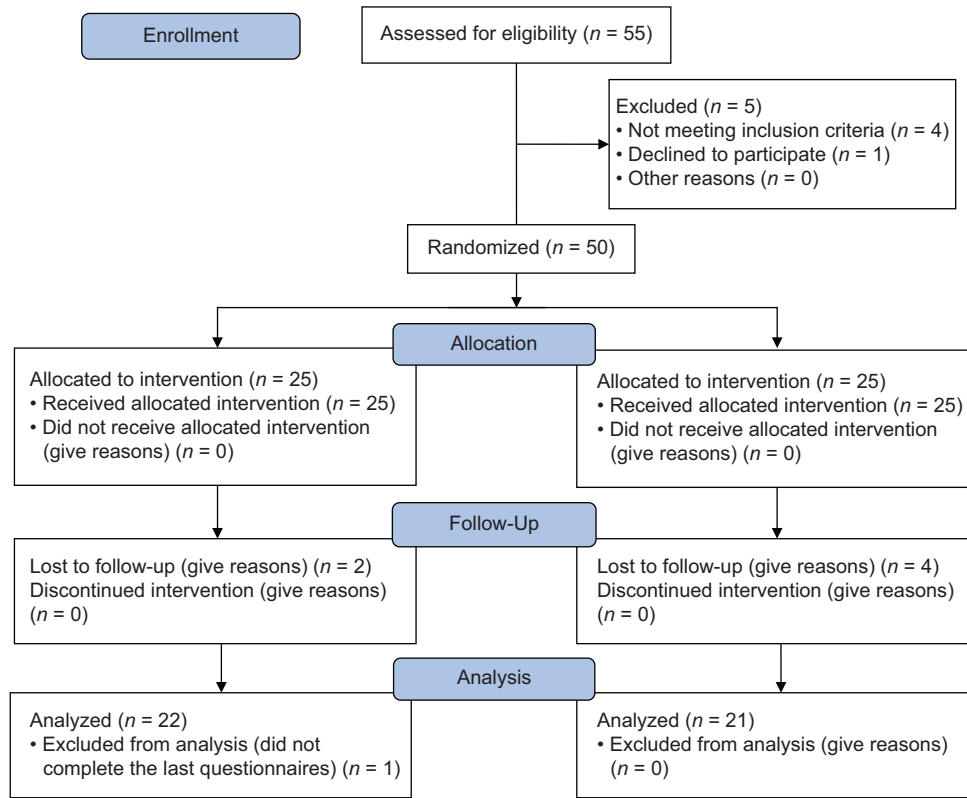 Enrollment
Assessed for eligibility (n = 55)
Excluded (n = 5)
• Not meeting inclusion criteria (n = 4)
• Declined to participate (n = 1)
• Other reasons (n = 0)
Randomized (n = 50)
Allocation
Allocated to intervention (n = 25)
• Received allocated intervention (n = 25)
• Did not receive allocated intervention
(give reasons) (n = 0)
Allocated to intervention (n = 25)
• Received allocated intervention (n = 25)
• Did not receive allocated intervention
(give reasons) (n = 0)
Follow-Up
Lost to follow-up (give reasons) (n = 2)
Discontinued intervention (give reasons)
(n = 0)
Lost to follow-up (give reasons) (n = 4)
Discontinued intervention (give reasons)
(n = 0)
Analysis
Analyzed (n = 22)
• Excluded from analysis (did not
complete the last questionnaires) (n = 1)
Analyzed (n = 21)
• Excluded from analysis (give reasons)
(n = 0)